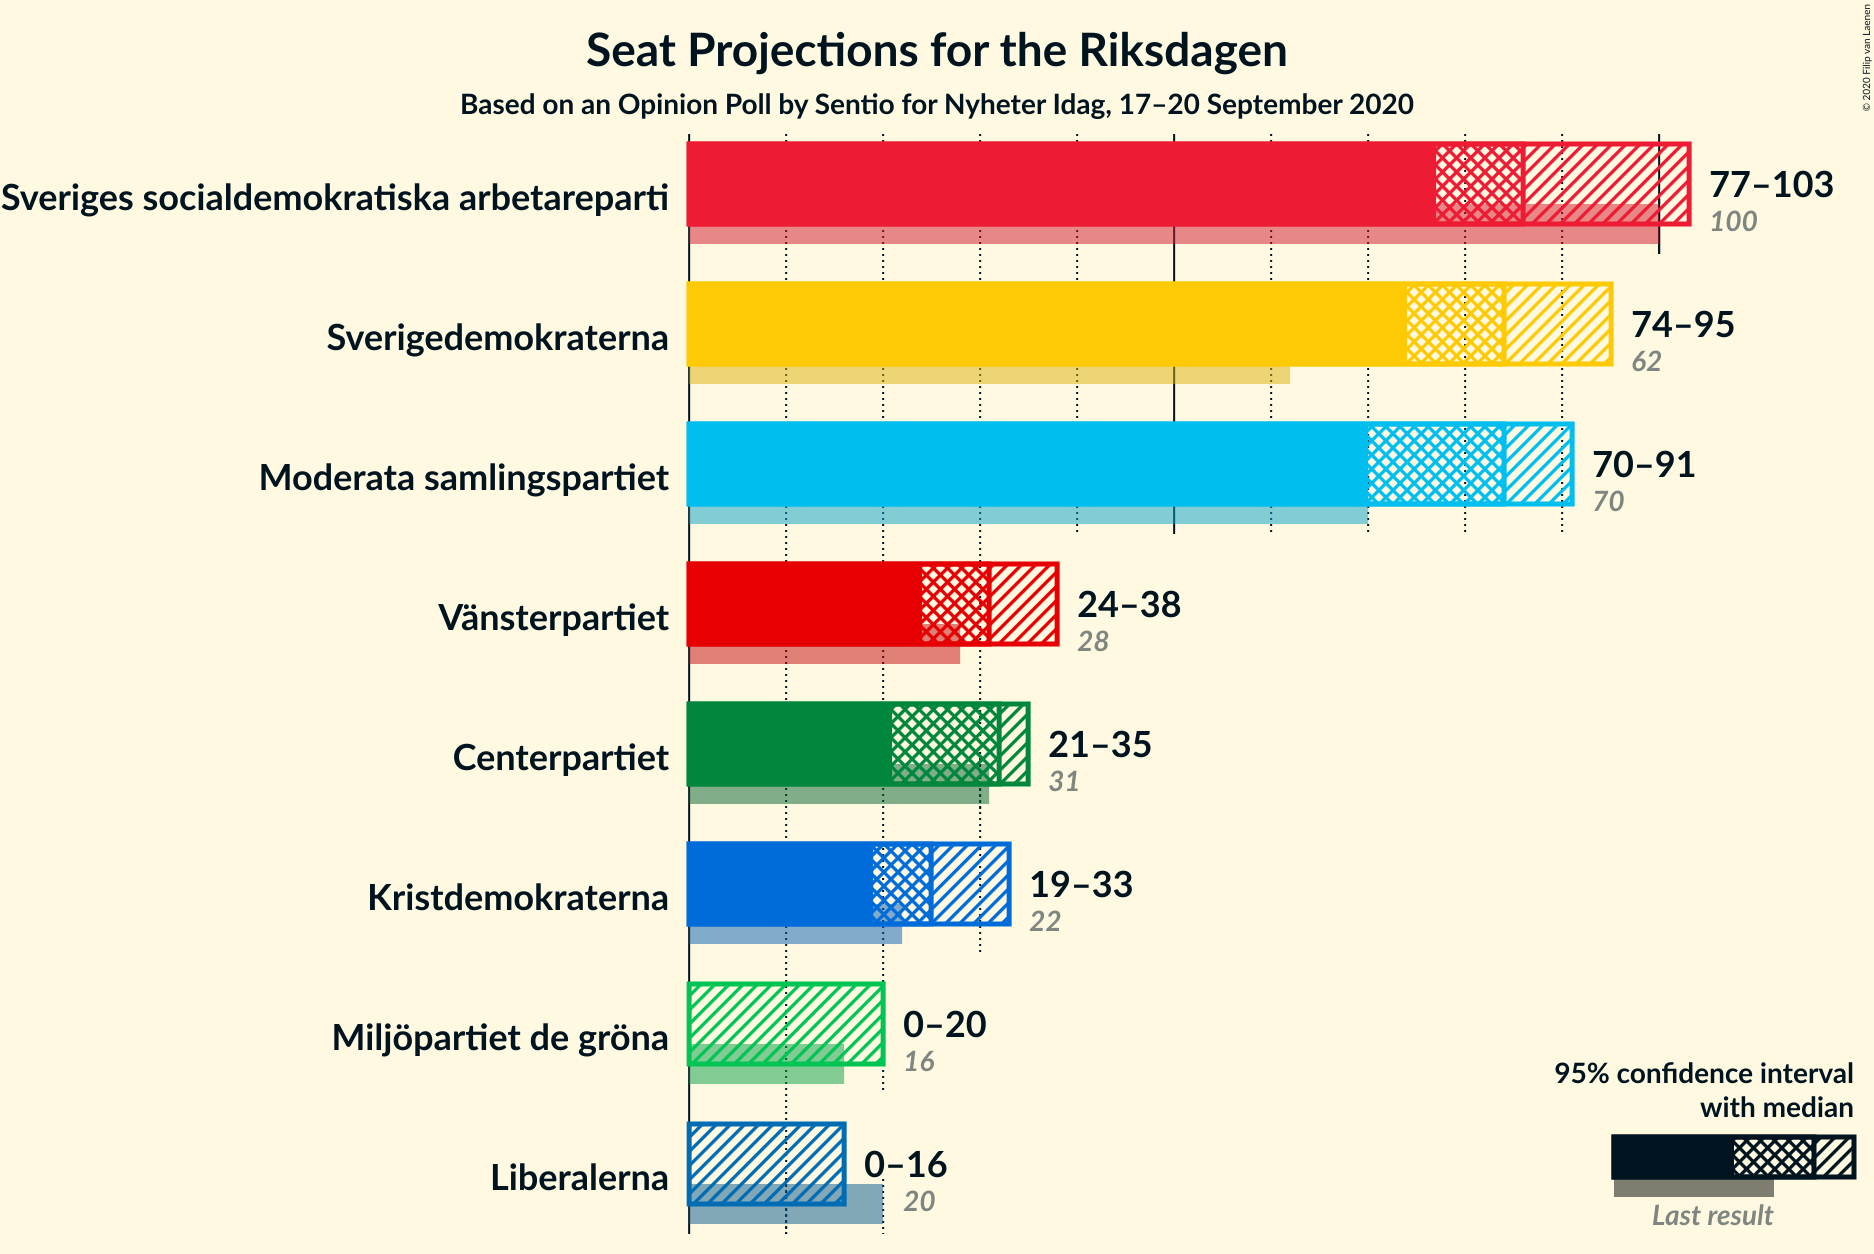 Seat Projections for the Riksdagen
Based on an Opinion Poll by Sentio for Nyheter Idag, 17–20 September 2020
© 2020 Filip van Laenen
Sveriges socialdemokratiska arbetareparti
77–103
100
Sverigedemokraterna
74–95
62
Moderata samlingspartiet
70–91
70
Vänsterpartiet
24–38
28
Centerpartiet
21–35
31
Kristdemokraterna
19–33
22
Miljöpartiet de gröna
0–20
16
Liberalerna
0–16
20
95% confidence interval
with median
Last result